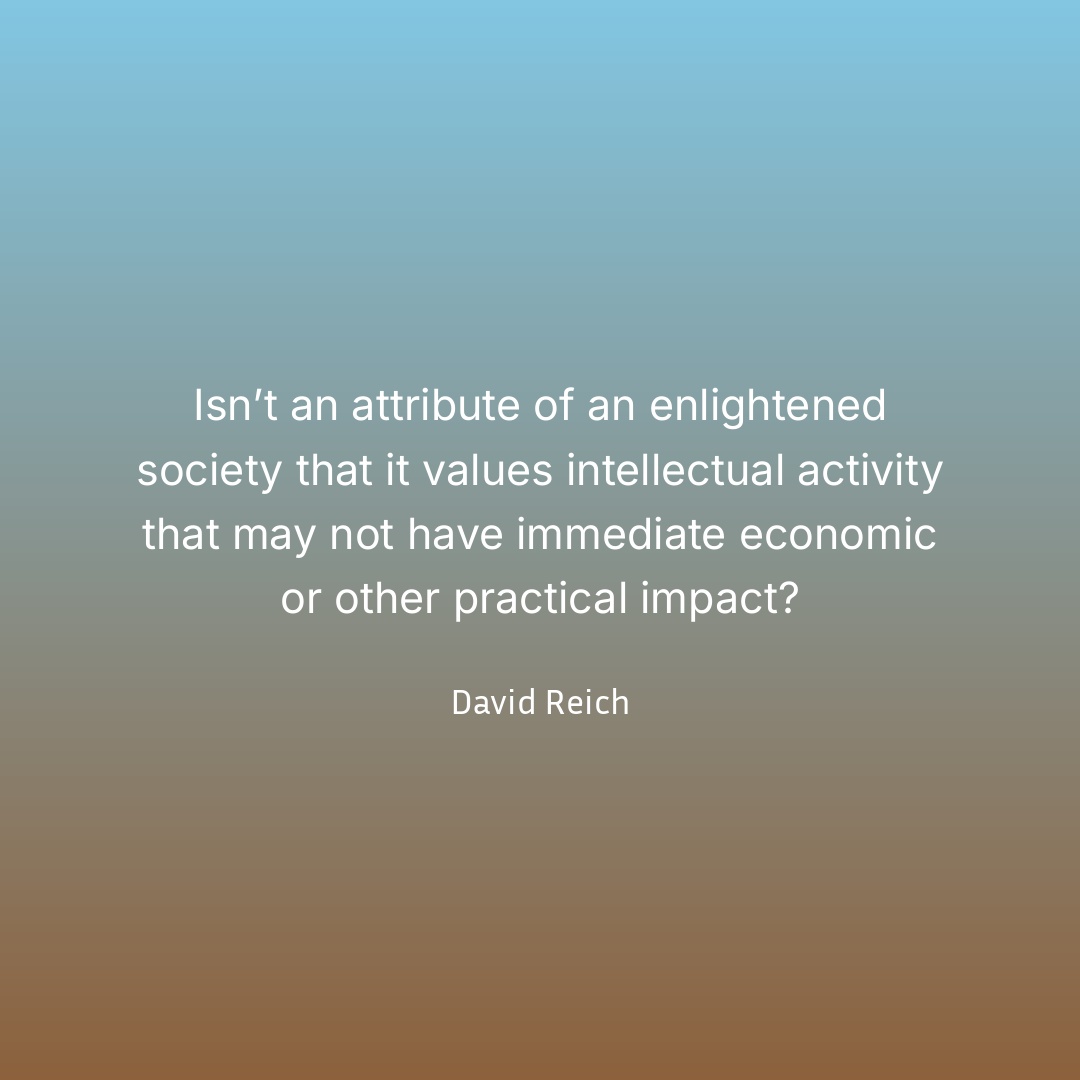 Isn’t an attribute of an enlightened
society that it values intellectual activity
that may not have immediate economic
or other practical impact?
David Reich